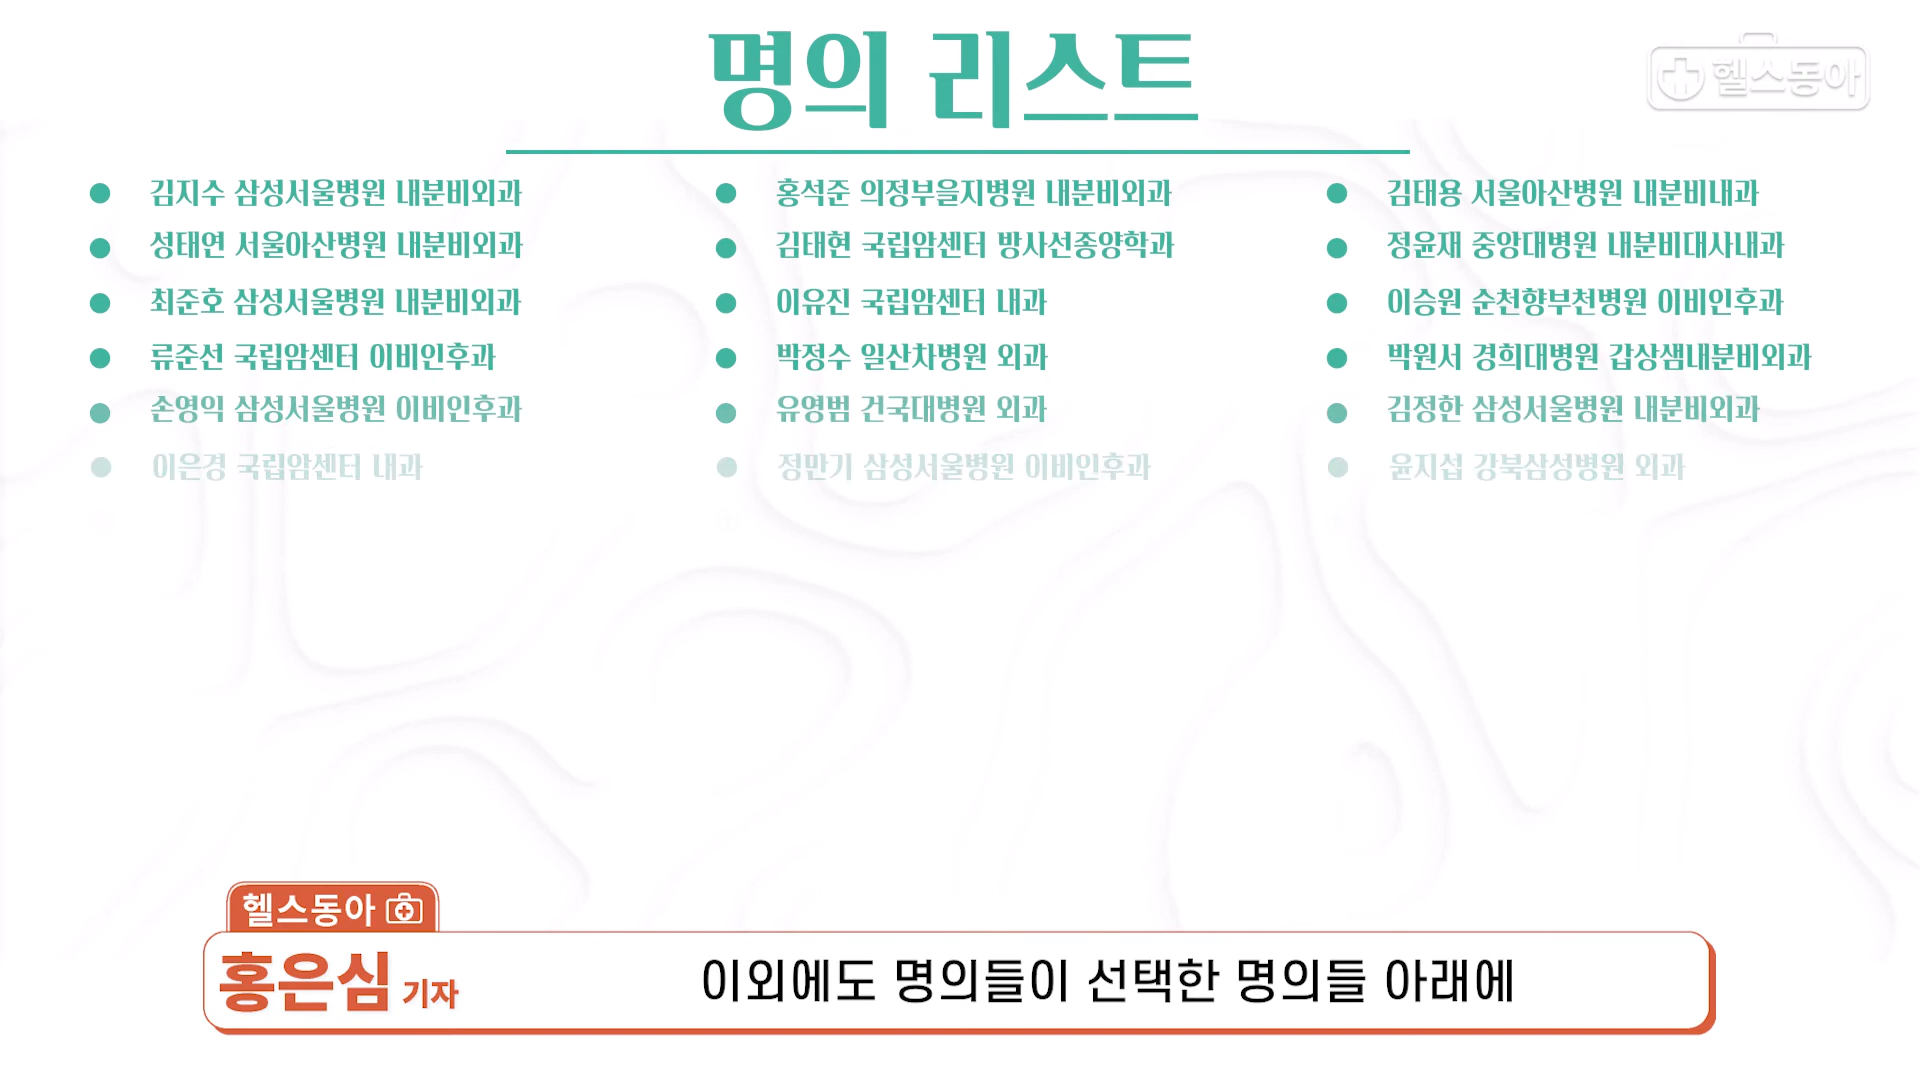 명의 리스트
헬스동아
김지수 삼성서울병원 내분비외과
성태연 서울아산병원 내분비외과
최준호 삼성서울병원 내분비외과
류준선 국립암센터 이비인후과
손영익 삼성서울병원 이비인후과
이은경 국립암센터 내과
홍석준 의정부을지병원 내분비외과
김태현 국립암센터 방사선종양학과
이유진 국립암센터 내과
박정수 일산차병원 외과
유영범 건국대병원 외과
정만기 삼성서울병원 이비인후과
김태용 서울아산병원 내분비내과
정윤재 중앙대병원 내분비대사내과
이승원 순천향부천병원 이비인후과
박원서 경희대병원 갑상샘내분비외과
김정한 삼성서울병원 내분비외과
윤지섭 강북삼성병원 외과
헬스동아
홍은심 기자
이외에도 명의들이 선택한 명의들 아래에